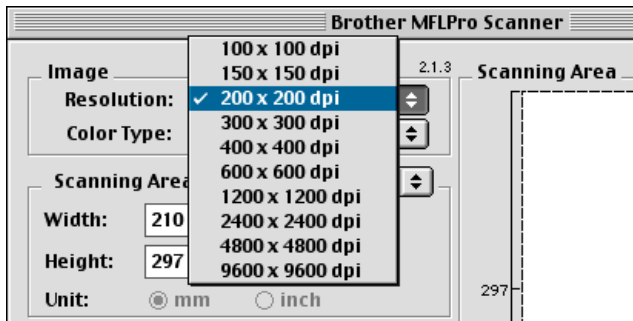 Brother MFLPro Scanner
Image
2.1.3
Scanning Area
Resolution:
Color Type:
100 x 100 dpi
150 x 150 dpi
✓ 200 x 200 dpi
300 x 300 dpi
400 x 400 dpi
600 x 600 dpi
1200 x 1200 dpi
2400 x 2400 dpi
4800 x 4800 dpi
9600 x 9600 dpi
Scanning Area
Width: 210
Height: 297
Unit: mm inch
297